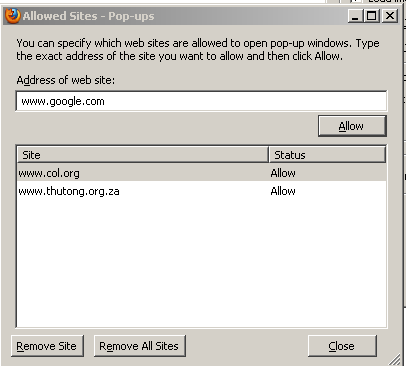 Allowed Sites - Pop-ups
You can specify which web sites are allowed to open pop-up windows. Type
the exact address of the site you want to allow and then click Allow.
Address of web site:
www.google.com
Allow
Site Status
www.col.org Allow
www.thutong.org.za Allow
Remove Site Remove All Sites Close